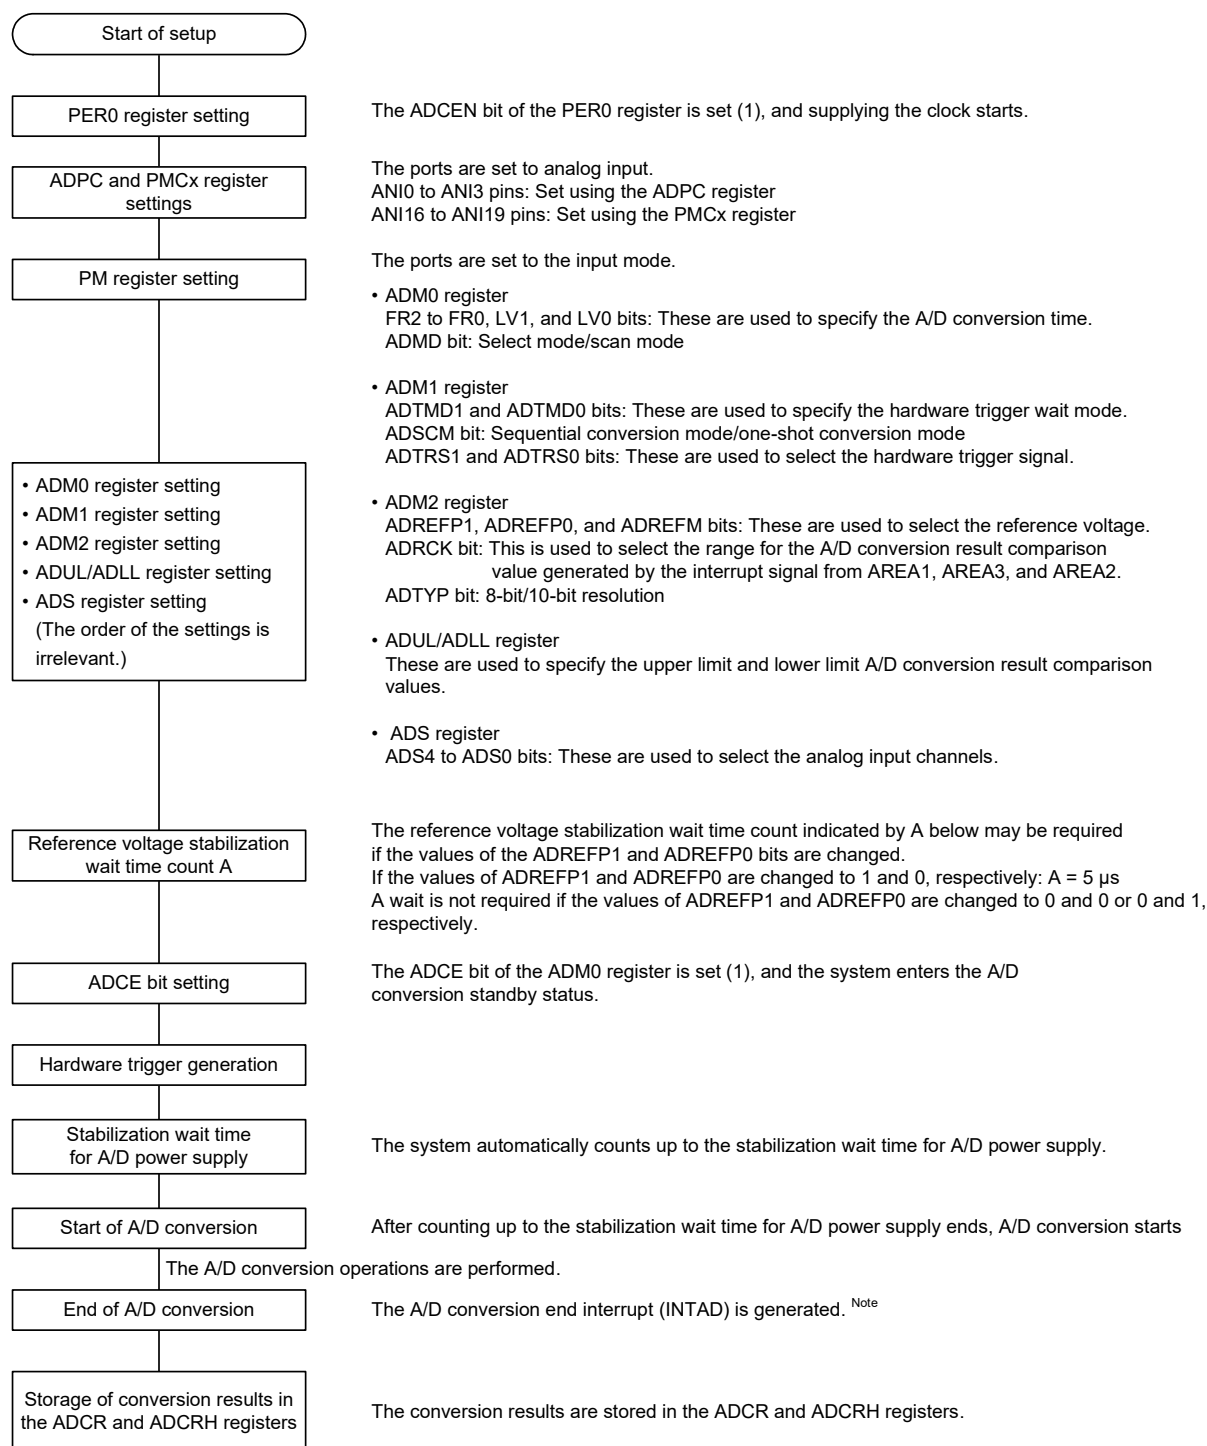 Start of setup
PER0 register setting
The ADCEN bit of the PER0 register is set (1), and supplying the clock starts.
ADPC and PMCx register
settings
The ports are set to analog input.
ANI0 to ANI3 pins: Set using the ADPC register
ANI16 to ANI19 pins: Set using the PMCx register
PM register setting
The ports are set to the input mode.
• ADM0 register
FR2 to FR0, LV1, and LV0 bits: These are used to specify the A/D conversion time.
ADMD bit: Select mode/scan mode
• ADM1 register
ADTMD1 and ADTMD0 bits: These are used to specify the hardware trigger wait mode.
ADSCM bit: Sequential conversion mode/one-shot conversion mode
ADTRS1 and ADTRS0 bits: These are used to select the hardware trigger signal.
• ADM2 register
ADREFP1, ADREFP0, and ADREFM bits: These are used to select the reference voltage.
ADRCK bit: This is used to select the range for the A/D conversion result comparison
value generated by the interrupt signal from AREA1, AREA3, and AREA2.
ADTYP bit: 8-bit/10-bit resolution
• ADUL/ADLL register
These are used to specify the upper limit and lower limit A/D conversion result comparison
values.
• ADS register
ADS4 to ADS0 bits: These are used to select the analog input channels.
• ADM0 register setting
• ADM1 register setting
• ADM2 register setting
• ADUL/ADLL register setting
• ADS register setting
(The order of the settings is
irrelevant.)
Reference voltage stabilization
wait time count A
The reference voltage stabilization wait time count indicated by A below may be required
if the values of the ADREFP1 and ADREFP0 bits are changed.
If the values of ADREFP1 and ADREFP0 are changed to 1 and 0, respectively: A = 5 μs
A wait is not required if the values of ADREFP1 and ADREFP0 are changed to 0 and 0 or 0 and 1,
respectively.
ADCE bit setting
The ADCE bit of the ADM0 register is set (1), and the system enters the A/D
conversion standby status.
Hardware trigger generation
Stabilization wait time
for A/D power supply
The system automatically counts up to the stabilization wait time for A/D power supply.
Start of A/D conversion
After counting up to the stabilization wait time for A/D power supply ends, A/D conversion starts
The A/D conversion operations are performed.
End of A/D conversion
The A/D conversion end interrupt (INTAD) is generated. Note
Storage of conversion results in
the ADCR and ADCRH registers
The conversion results are stored in the ADCR and ADCRH registers.